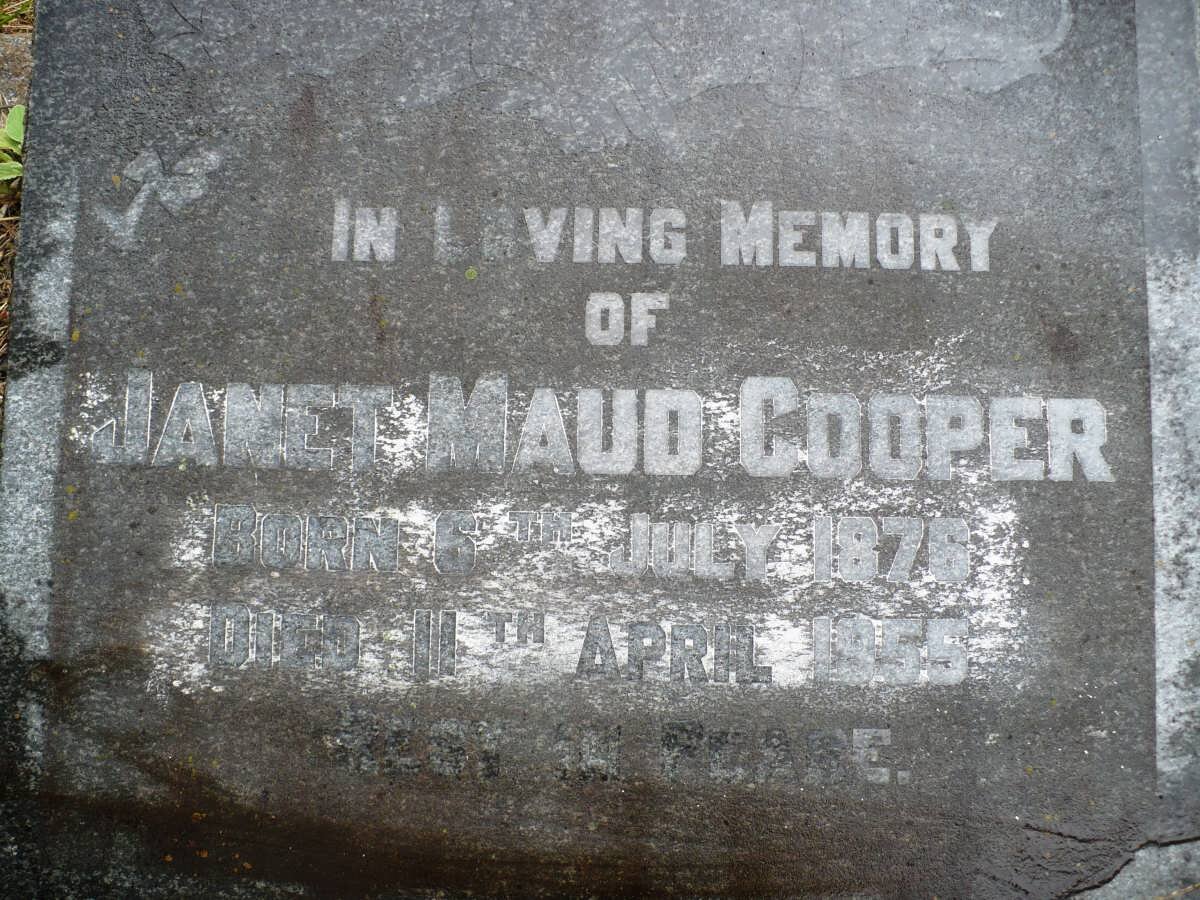 IN LOVING MEMORY
OF
JANET MAUD COOPER
BORN 6TH JULY 1876
DIED 11TH APRIL 1955
REST IN PEACE.